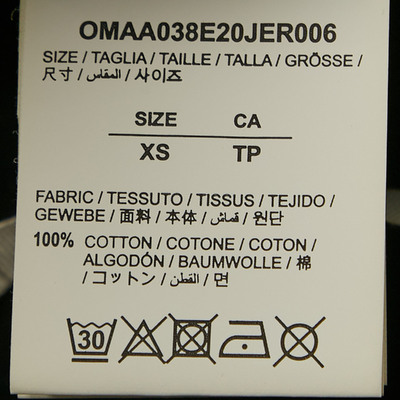 OMAA038E20JER006
SIZE / TAGLIA / TAILLE / TALLA / GRÖSSE /
尺寸 / المقاس / 사이즈
SIZE CA
XS TP
FABRIC / TESSUTO / TISSUS / TEJIDO /
GEWEBE / 面料 / 本体 / قماش / 원단
100% COTTON / COTONE / COTON /
ALGODÓN / BAUMWOLLE / 棉
/ コットン / القطن / 면
30